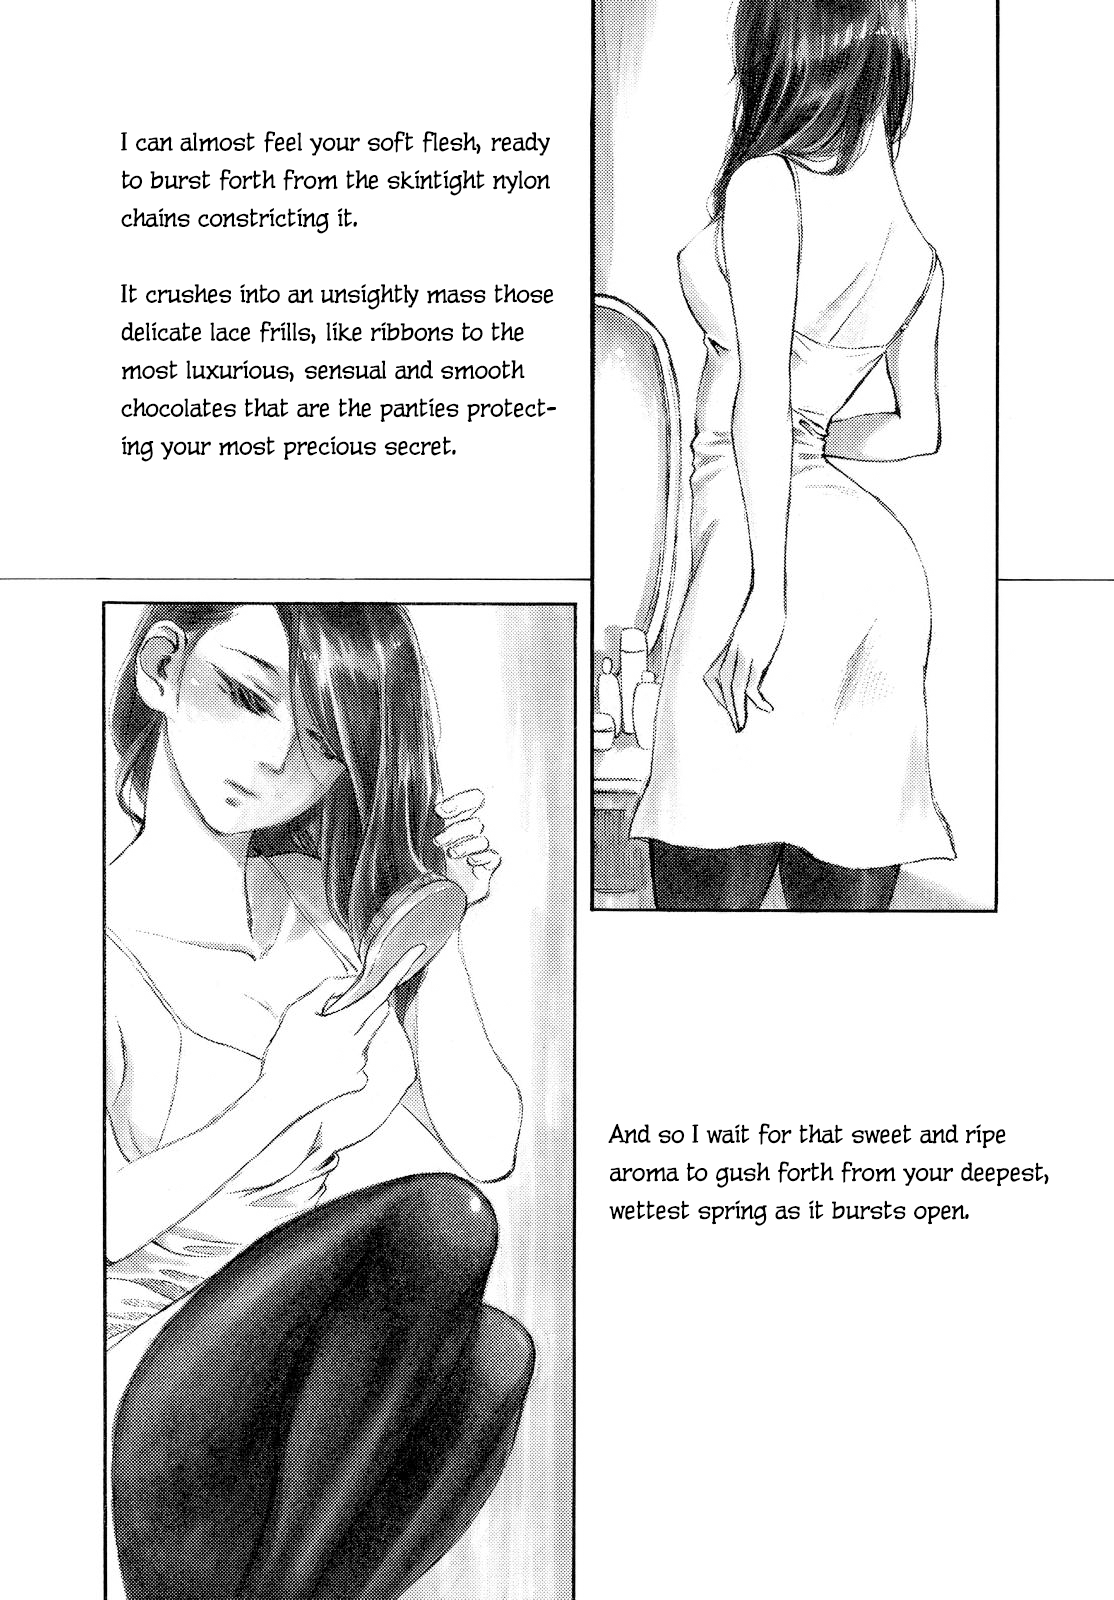 I can almost feel your soft flesh, ready
to burst forth from the skintight nylon
chains constricting it.
It crushes into an unsightly mass those
delicate lace frills, like ribbons to the
most luxurious, sensual and smooth
chocolates that are the panties protect-
ing your most precious secret.
And so I wait for that sweet and ripe
aroma to gush forth from your deepest,
wettest spring as it bursts open.